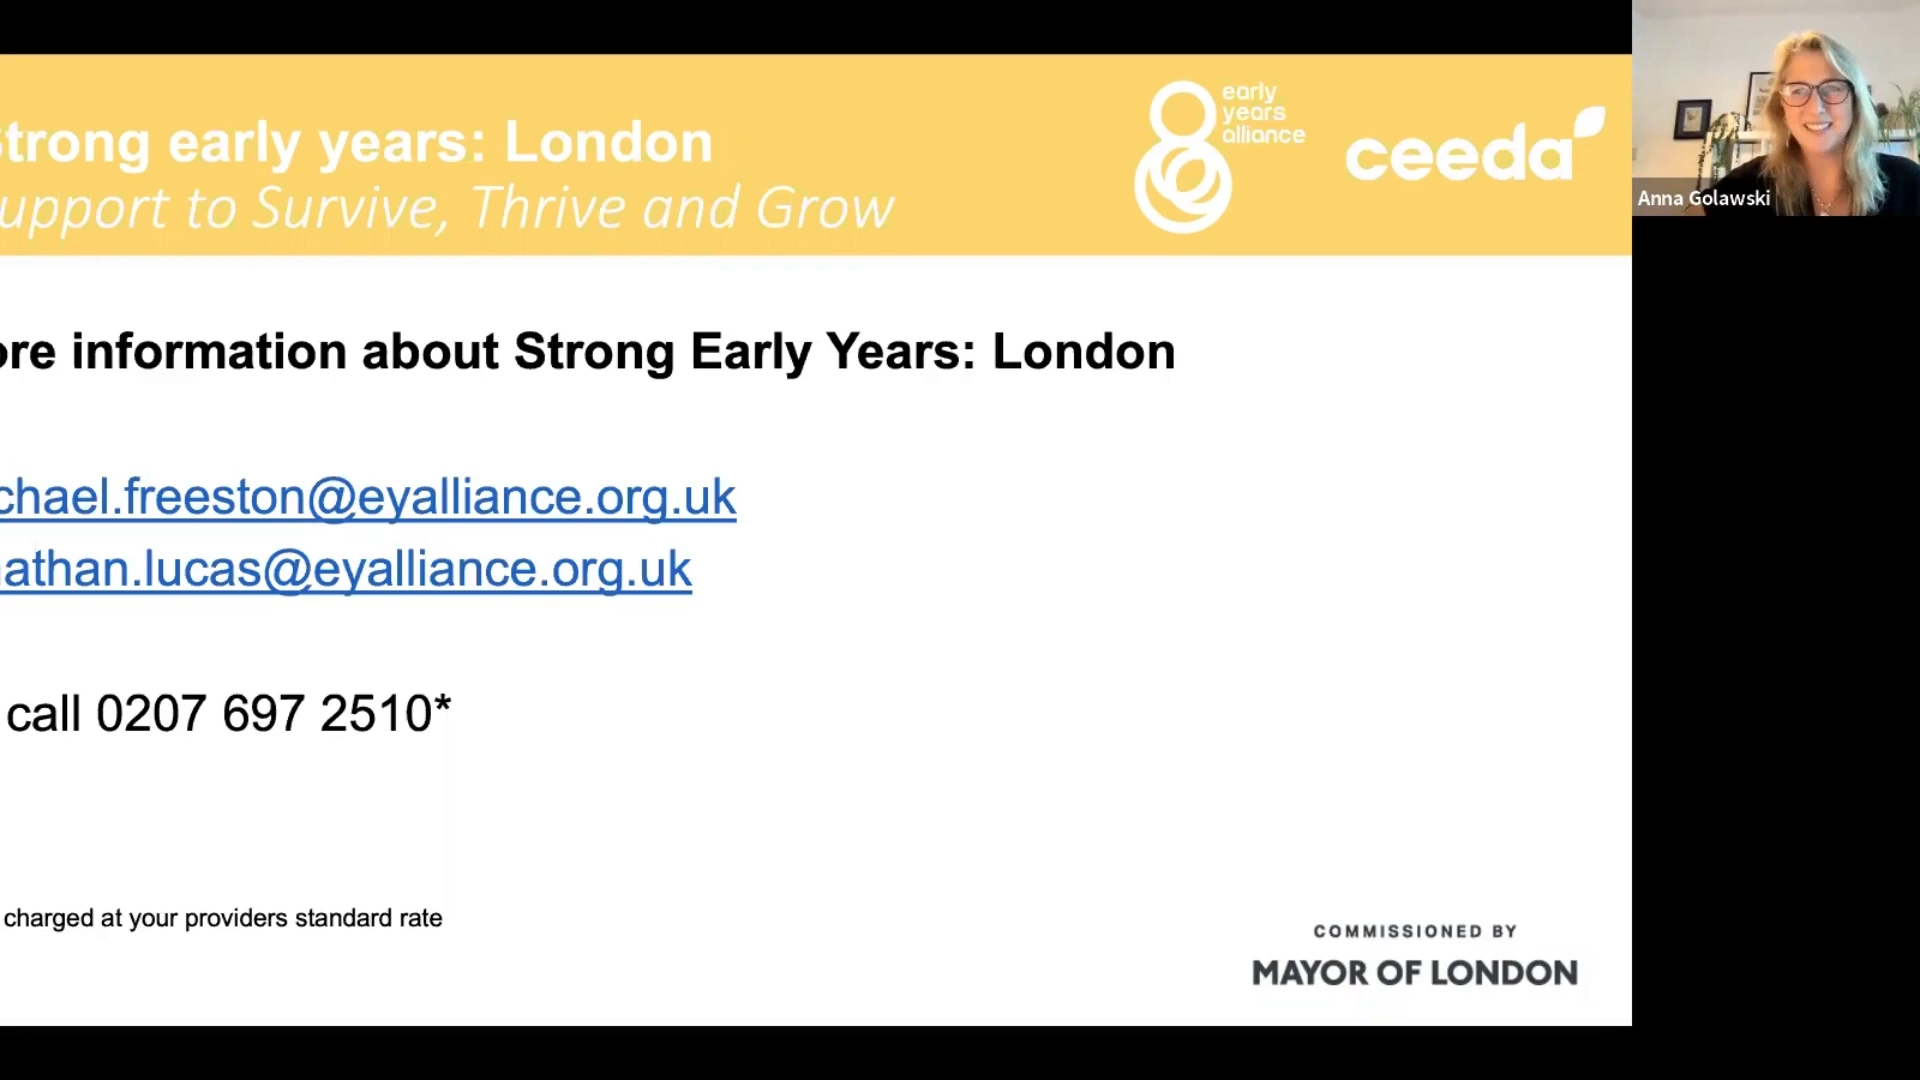 Strong early years: London
upport to Survive, Thrive and Grow
early
years
alliance
ceeda
Anna Golawski
ore information about Strong Early Years: London
chael.freeston@eyalliance.org.uk
nathan.lucas@eyalliance.org.uk
call 0207 697 2510*
charged at your providers standard rate
COMMISSIONED BY
MAYOR OF LONDON